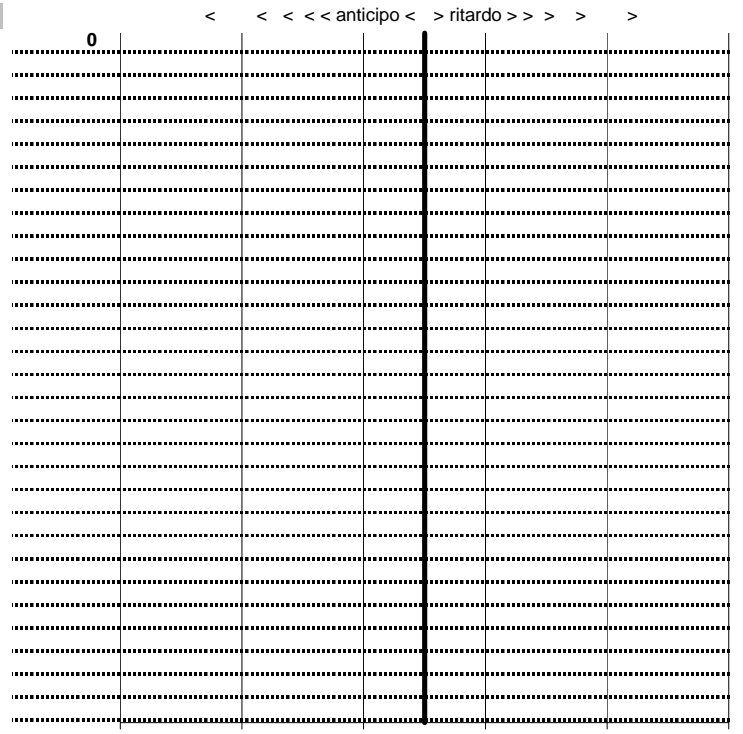 < < < < < anticipo < > ritardo > > > > >
0